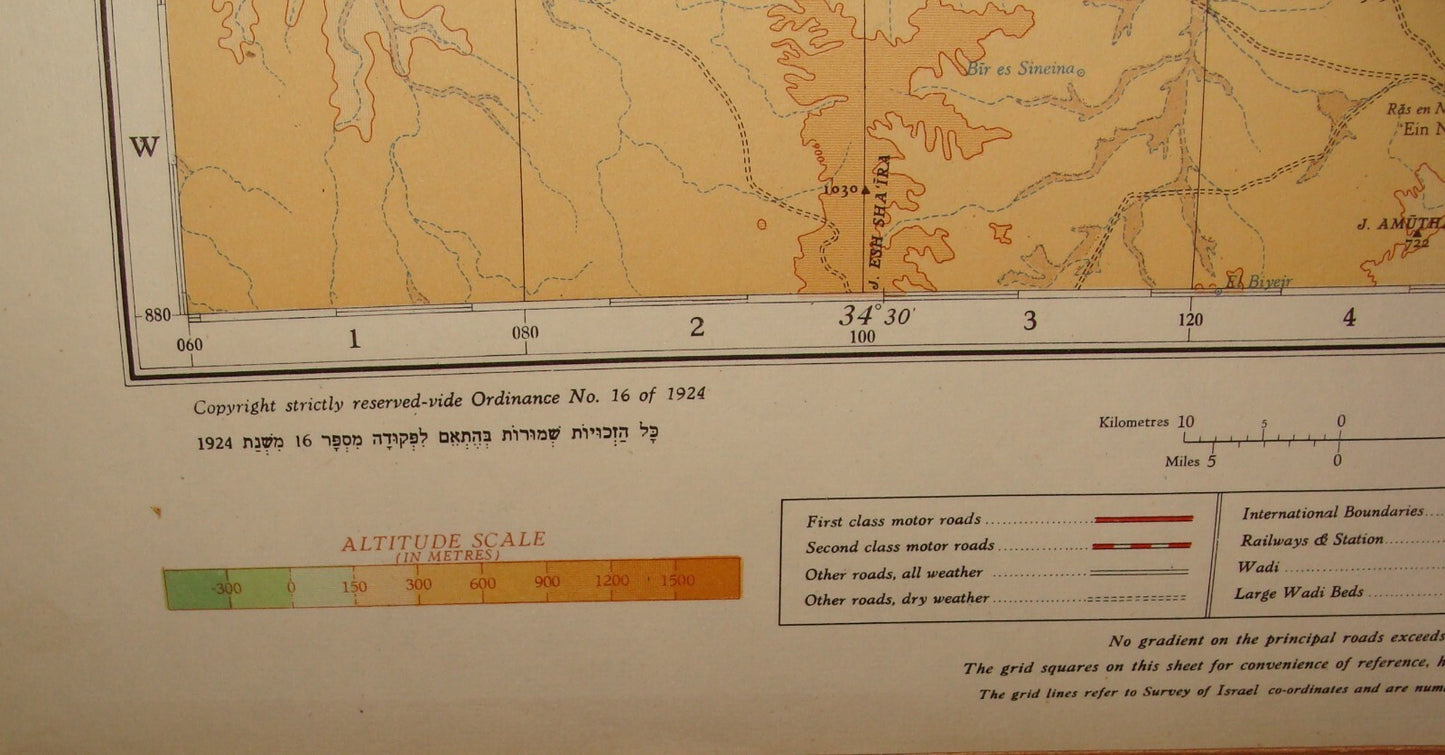 Bīr es Sineina
Rās en
W
'Ein
1030
J. ESH SHA'ĪRA
J. AMŪTH
722
El Biyeir
880
060
1
080
2
34°30'
100
3
120
4
Copyright strictly reserved-vide Ordinance No. 16 of 1924
כָּל הַזְכוּיוֹת שְׁמוּרוֹת בְּהֶתְאֵם לִפְקוּדָה מִסְפָּר 16 מִשְׁנַת 1924
Kilometres 10 5 0
Miles 5 0
ALTITUDE SCALE
(IN METRES)
-300 0 150 300 600 900 1200 1500
First class motor roads
Second class motor roads
Other roads, all weather
Other roads, dry weather
International Boundaries
Railways & Station
Wadi
Large Wadi Beds
No gradient on the principal roads exceeds
The grid squares on this sheet for convenience of reference,
The grid lines refer to Survey of Israel co-ordinates and are